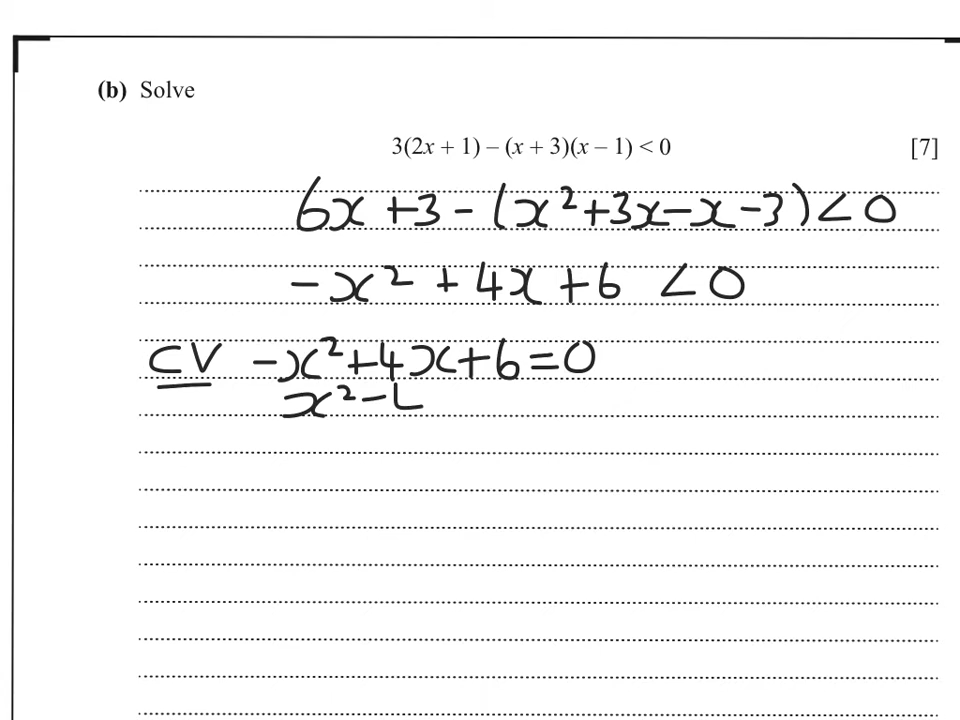 (b) Solve
3(2x + 1) – (x + 3)(x – 1) < 0 [7]
6x + 3 - (x² + 3x - x - 3) < 0
-x² + 4x + 6 < 0
CV -x² + 4x + 6 = 0
x² - L